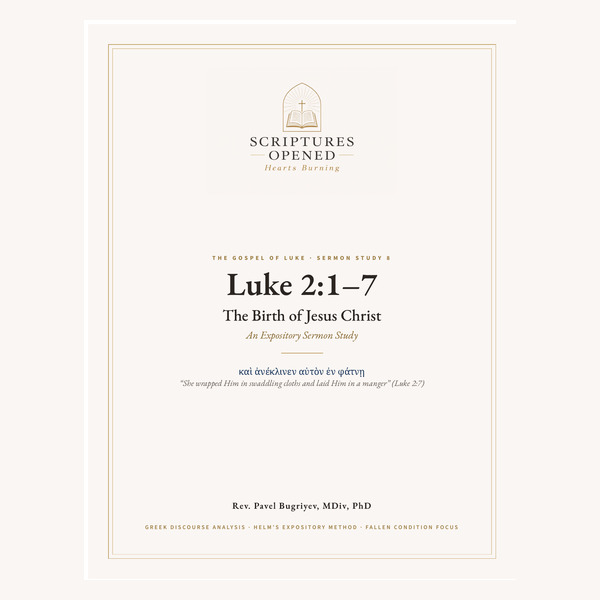 SCRIPTURES
OPENED
Hearts Burning
THE GOSPEL OF LUKE · SERMON STUDY 8
Luke 2:1–7
The Birth of Jesus Christ
An Expository Sermon Study
καὶ ἀνέκλινεν αὐτὸν ἐν φάτνῃ
“She wrapped Him in swaddling cloths and laid Him in a manger” (Luke 2:7)
Rev. Pavel Bugriyev, MDiv, PhD
GREEK DISCOURSE ANALYSIS · HELM'S EXPOSITORY METHOD · FALLEN CONDITION FOCUS